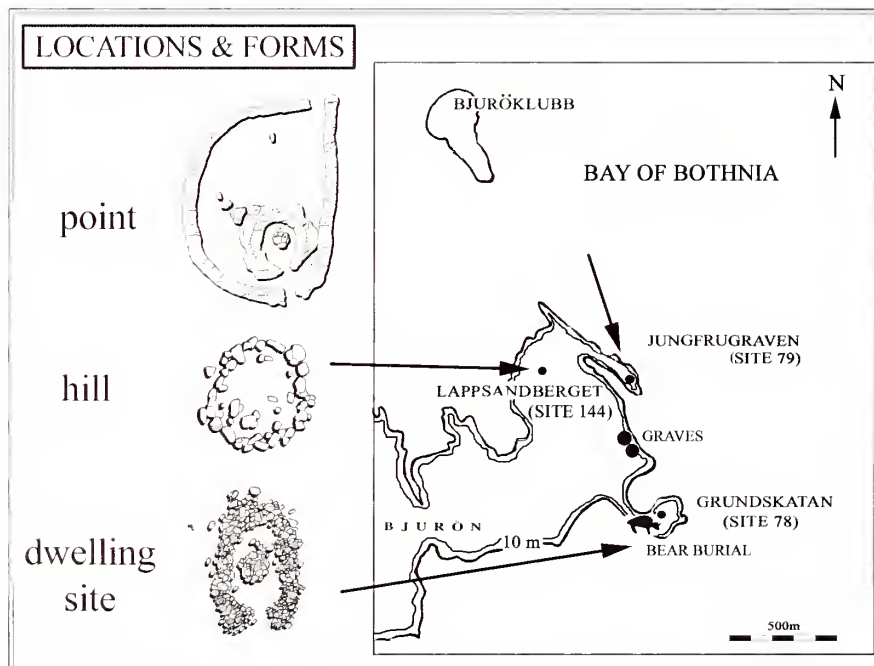 LOCATIONS & FORMS
point
hill
dwelling
site
BJURÖKLUBB
N
BAY OF BOTHNIA
JUNGFRUGRAVEN
(SITE 79)
LAPPSANDBERGET
(SITE 144)
GRAVES
GRUNDSKATAN
(SITE 78)
BJURÖN
10 m
BEAR BURIAL
500m